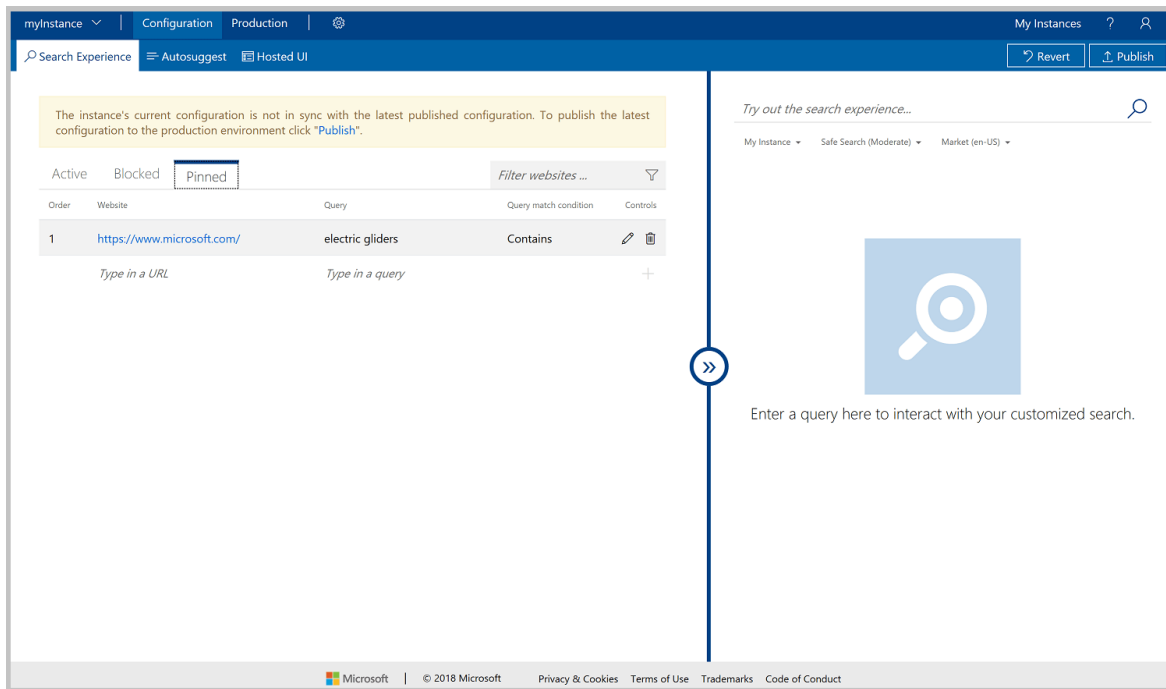 myInstance | Configuration Production | My Instances ?
Search Experience Autosuggest Hosted UI Revert Publish
The instance's current configuration is not in sync with the latest published configuration. To publish the latest
configuration to the production environment click "Publish".
Active Blocked Pinned Filter websites ...
Order Website Query Query match condition Controls
1 https://www.microsoft.com/ electric gliders Contains
Type in a URL Type in a query
Try out the search experience...
My Instance Safe Search (Moderate) Market (en-US)
Enter a query here to interact with your customized search.
Microsoft | © 2018 Microsoft Privacy & Cookies Terms of Use Trademarks Code of Conduct